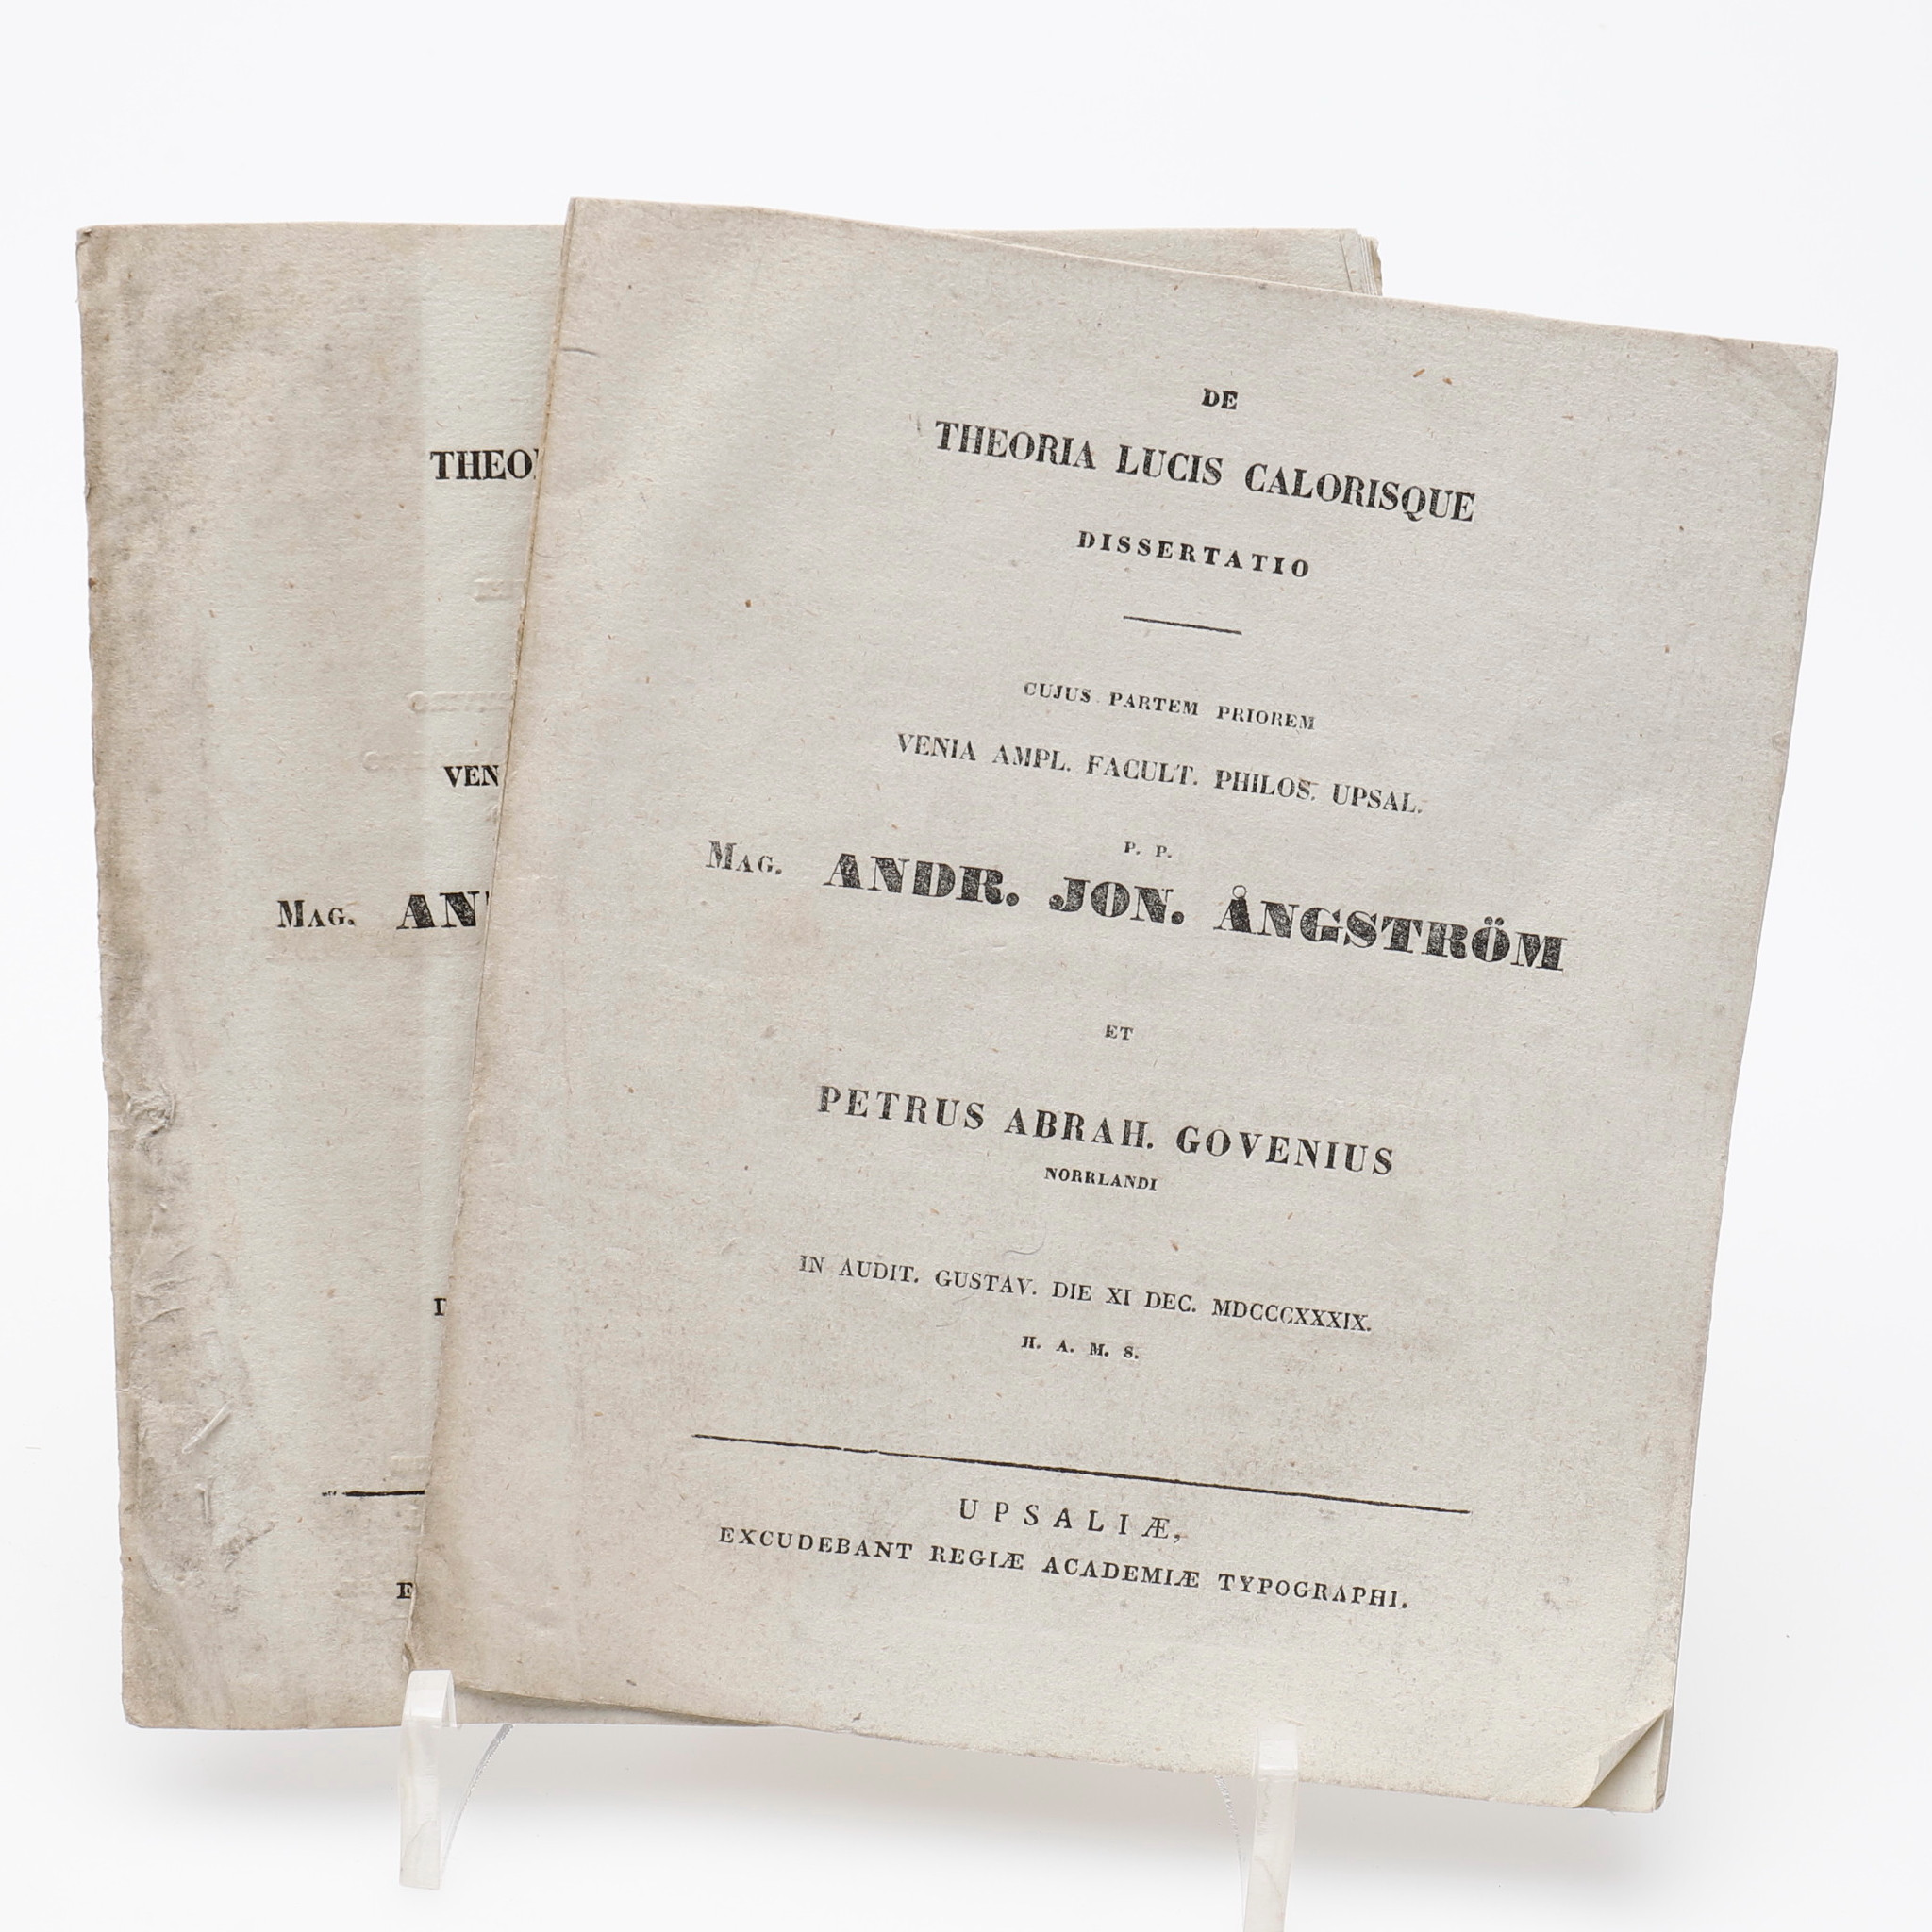 DE
THEORIA LUCIS CALORISQUE
DISSERTATIO
CUJUS PARTEM PRIOREM
VENIA AMPL. FACULT. PHILOS. UPSAL.
P. P.
MAG. ANDR. JON. ÅNGSTRÖM
ET
PETRUS ABRAH. GOVENIUS
NORRLANDI
IN AUDIT. GUSTAV. DIE XI DEC. MDCCCXXXIX.
H. A. M. S.
UPSALIÆ,
EXCUDEBANT REGIÆ ACADEMIÆ TYPOGRAPHI.
THEO
VEN
MAG. AN
E